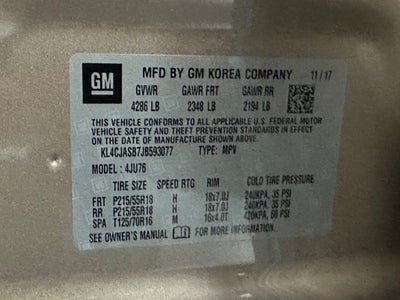 GM
MFD BY GM KOREA COMPANY 11/17
GVWR GAWR FRT GAWR RR
4286 LB 2348 LB 2194 LB
THIS VEHICLE CONFORMS TO ALL APPLICABLE U.S. FEDERAL MOTOR
VEHICLE SAFETY AND THEFT PREVENTION STANDARDS IN EFFECT
ON THE DATE OF MANUFACTURE SHOWN ABOVE.
KL4CJASB7JB593077 TYPE: MPV
MODEL: 4JU76
TIRE SIZE SPEED RTG RIM COLD TIRE PRESSURE
FRT P215/55R18 H 18x7.0J 240KPA, 35 PSI
RR P215/55R18 H 18x7.0J 240KPA, 35 PSI
SPA T125/70R16 M 16x4.0T 420KPA, 60 PSI
SEE OWNER'S MANUAL FOR MORE INFORMATION.